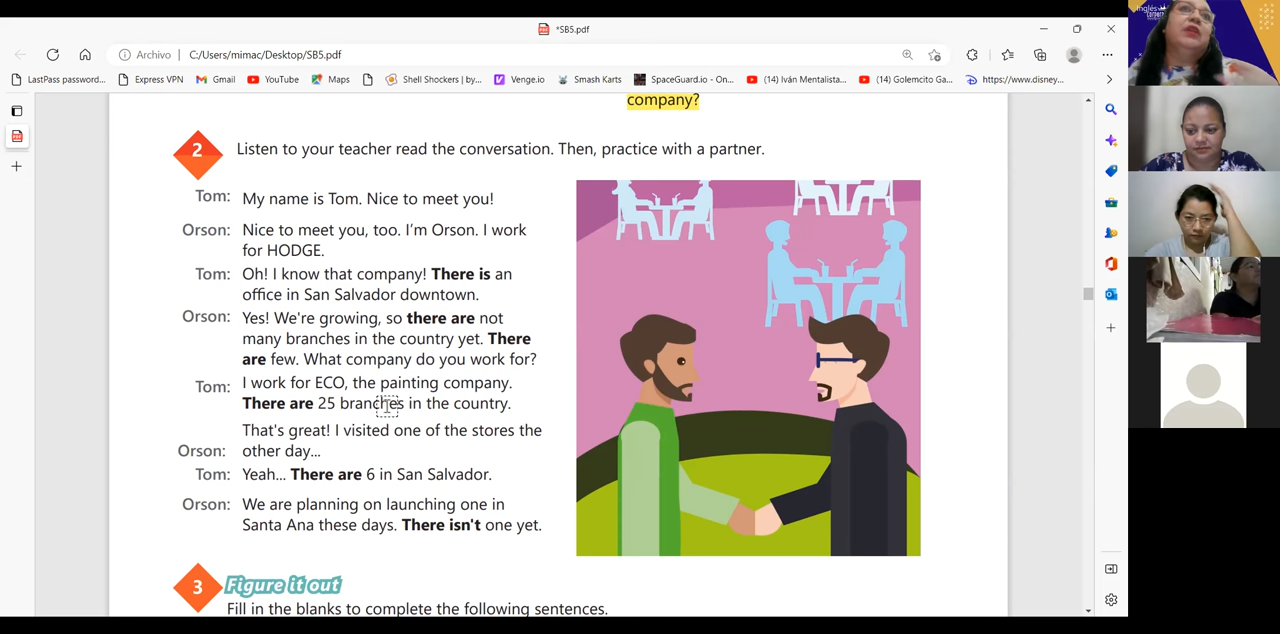 *SB5.pdf
Archivo | C:/Users/mimac/Desktop/SB5.pdf
LastPass password... Express VPN Gmail YouTube Maps Shell Shockers | by... Venge.io Smash Karts SpaceGuard.io - On... (14) Iván Mentalista... (14) Golemcito Ga... https://www.disney...
company?
2 Listen to your teacher read the conversation. Then, practice with a partner.
Tom: My name is Tom. Nice to meet you!
Orson: Nice to meet you, too. I'm Orson. I work
for HODGE.
Tom: Oh! I know that company! There is an
office in San Salvador downtown.
Orson: Yes! We're growing, so there are not
many branches in the country yet. There
are few. What company do you work for?
Tom: I work for ECO, the painting company.
There are 25 branches in the country.
That's great! I visited one of the stores the
Orson: other day...
Tom: Yeah... There are 6 in San Salvador.
Orson: We are planning on launching one in
Santa Ana these days. There isn't one yet.
3 Figure it out
Fill in the blanks to complete the following sentences.
inglés